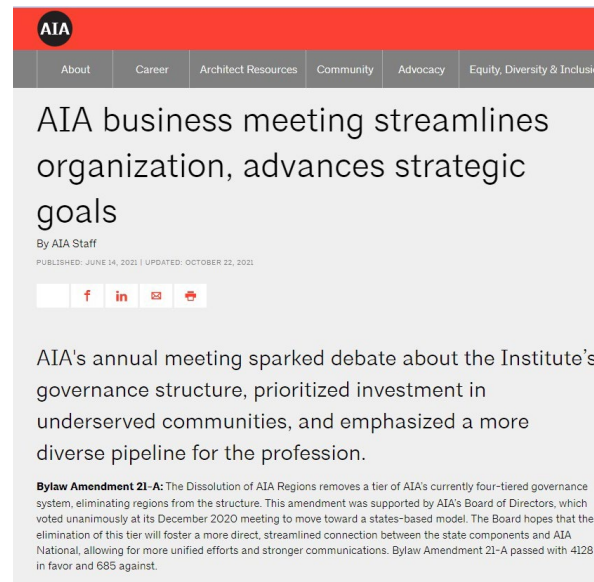 AIA
About Career Architect Resources Community Advocacy Equity, Diversity & Inclusi
AIA business meeting streamlines
organization, advances strategic
goals
By AIA Staff
PUBLISHED: JUNE 14, 2021 | UPDATED: OCTOBER 22, 2021
f in
AIA's annual meeting sparked debate about the Institute's
governance structure, prioritized investment in
underserved communities, and emphasized a more
diverse pipeline for the profession.
Bylaw Amendment 21-A: The Dissolution of AIA Regions removes a tier of AIA's currently four-tiered governance
system, eliminating regions from the structure. This amendment was supported by AIA's Board of Directors, which
voted unanimously at its December 2020 meeting to move toward a states-based model. The Board hopes that the
elimination of this tier will foster a more direct, streamlined connection between the state components and AIA
National, allowing for more unified efforts and stronger communications. Bylaw Amendment 21-A passed with 4128
in favor and 685 against.